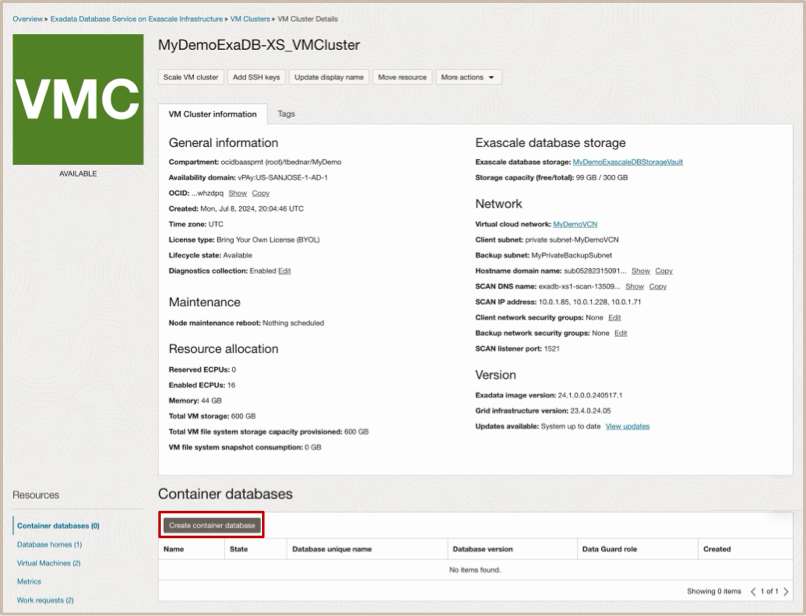 Overview » Exadata Database Service on Exascale Infrastructure » VM Clusters » VM Cluster Details
VMC
AVAILABLE
MyDemoExaDB-XS_VMCluster
Scale VM cluster Add SSH keys Update display name Move resource More actions
VM Cluster information Tags
General information
Compartment: ocidbaaspmt (root)/tbednar/MyDemo
Availability domain: vPAy:US-SANJOSE-1-AD-1
OCID: ...whzdpq Show Copy
Created: Mon, Jul 8, 2024, 20:04:46 UTC
Time zone: UTC
License type: Bring Your Own License (BYOL)
Lifecycle state: Available
Diagnostics collection: Enabled Edit
Maintenance
Node maintenance reboot: Nothing scheduled
Resource allocation
Reserved ECPUs: 0
Enabled ECPUs: 16
Memory: 44 GB
Total VM storage: 600 GB
Total VM file system storage capacity provisioned: 600 GB
VM file system snapshot consumption: 0 GB
Exascale database storage
Exascale database storage: MyDemoExascaleDBStorageVault
Storage capacity (free/total): 99 GB / 300 GB
Network
Virtual cloud network: MyDemoVCN
Client subnet: private subnet-MyDemoVCN
Backup subnet: MyPrivateBackupSubnet
Hostname domain name: sub05282315091... Show Copy
SCAN DNS name: exadb-xs1-scan-13509... Show Copy
SCAN IP address: 10.0.1.85, 10.0.1.228, 10.0.1.71
Client network security groups: None Edit
Backup network security groups: None Edit
SCAN listener port: 1521
Version
Exadata image version: 24.1.0.0.0.240517.1
Grid infrastructure version: 23.4.0.24.05
Updates available: System up to date View updates
Resources
Container databases (0)
Database homes (1)
Virtual Machines (2)
Metrics
Work requests (2)
Container databases
Create container database
Name State Database unique name Database version Data Guard role Created
No items found.
Showing 0 items < 1 of 1 >